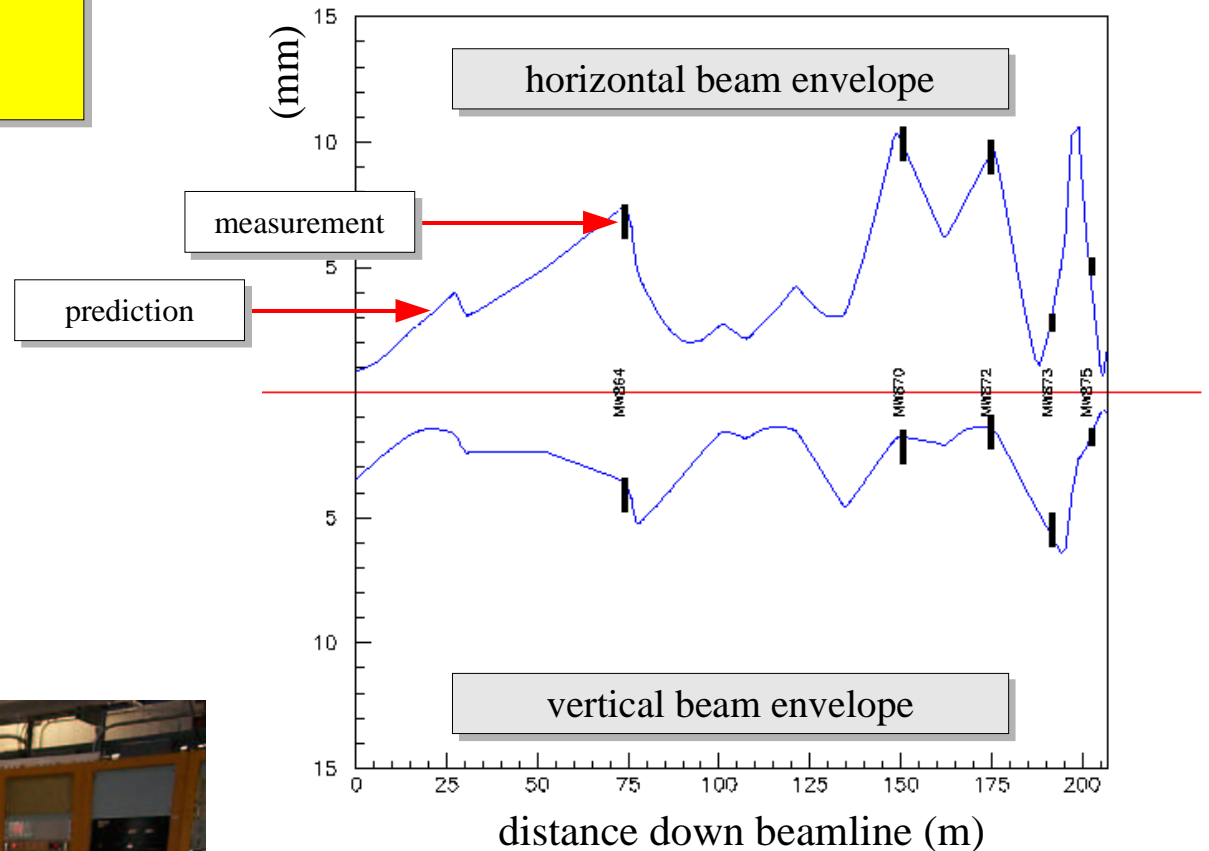 15
(mm)
horizontal beam envelope
10
measurement
5
prediction
MW864
MW870
MW872
MW873
MW875
5
10
vertical beam envelope
15
0 25 50 75 100 125 150 175 200
distance down beamline (m)